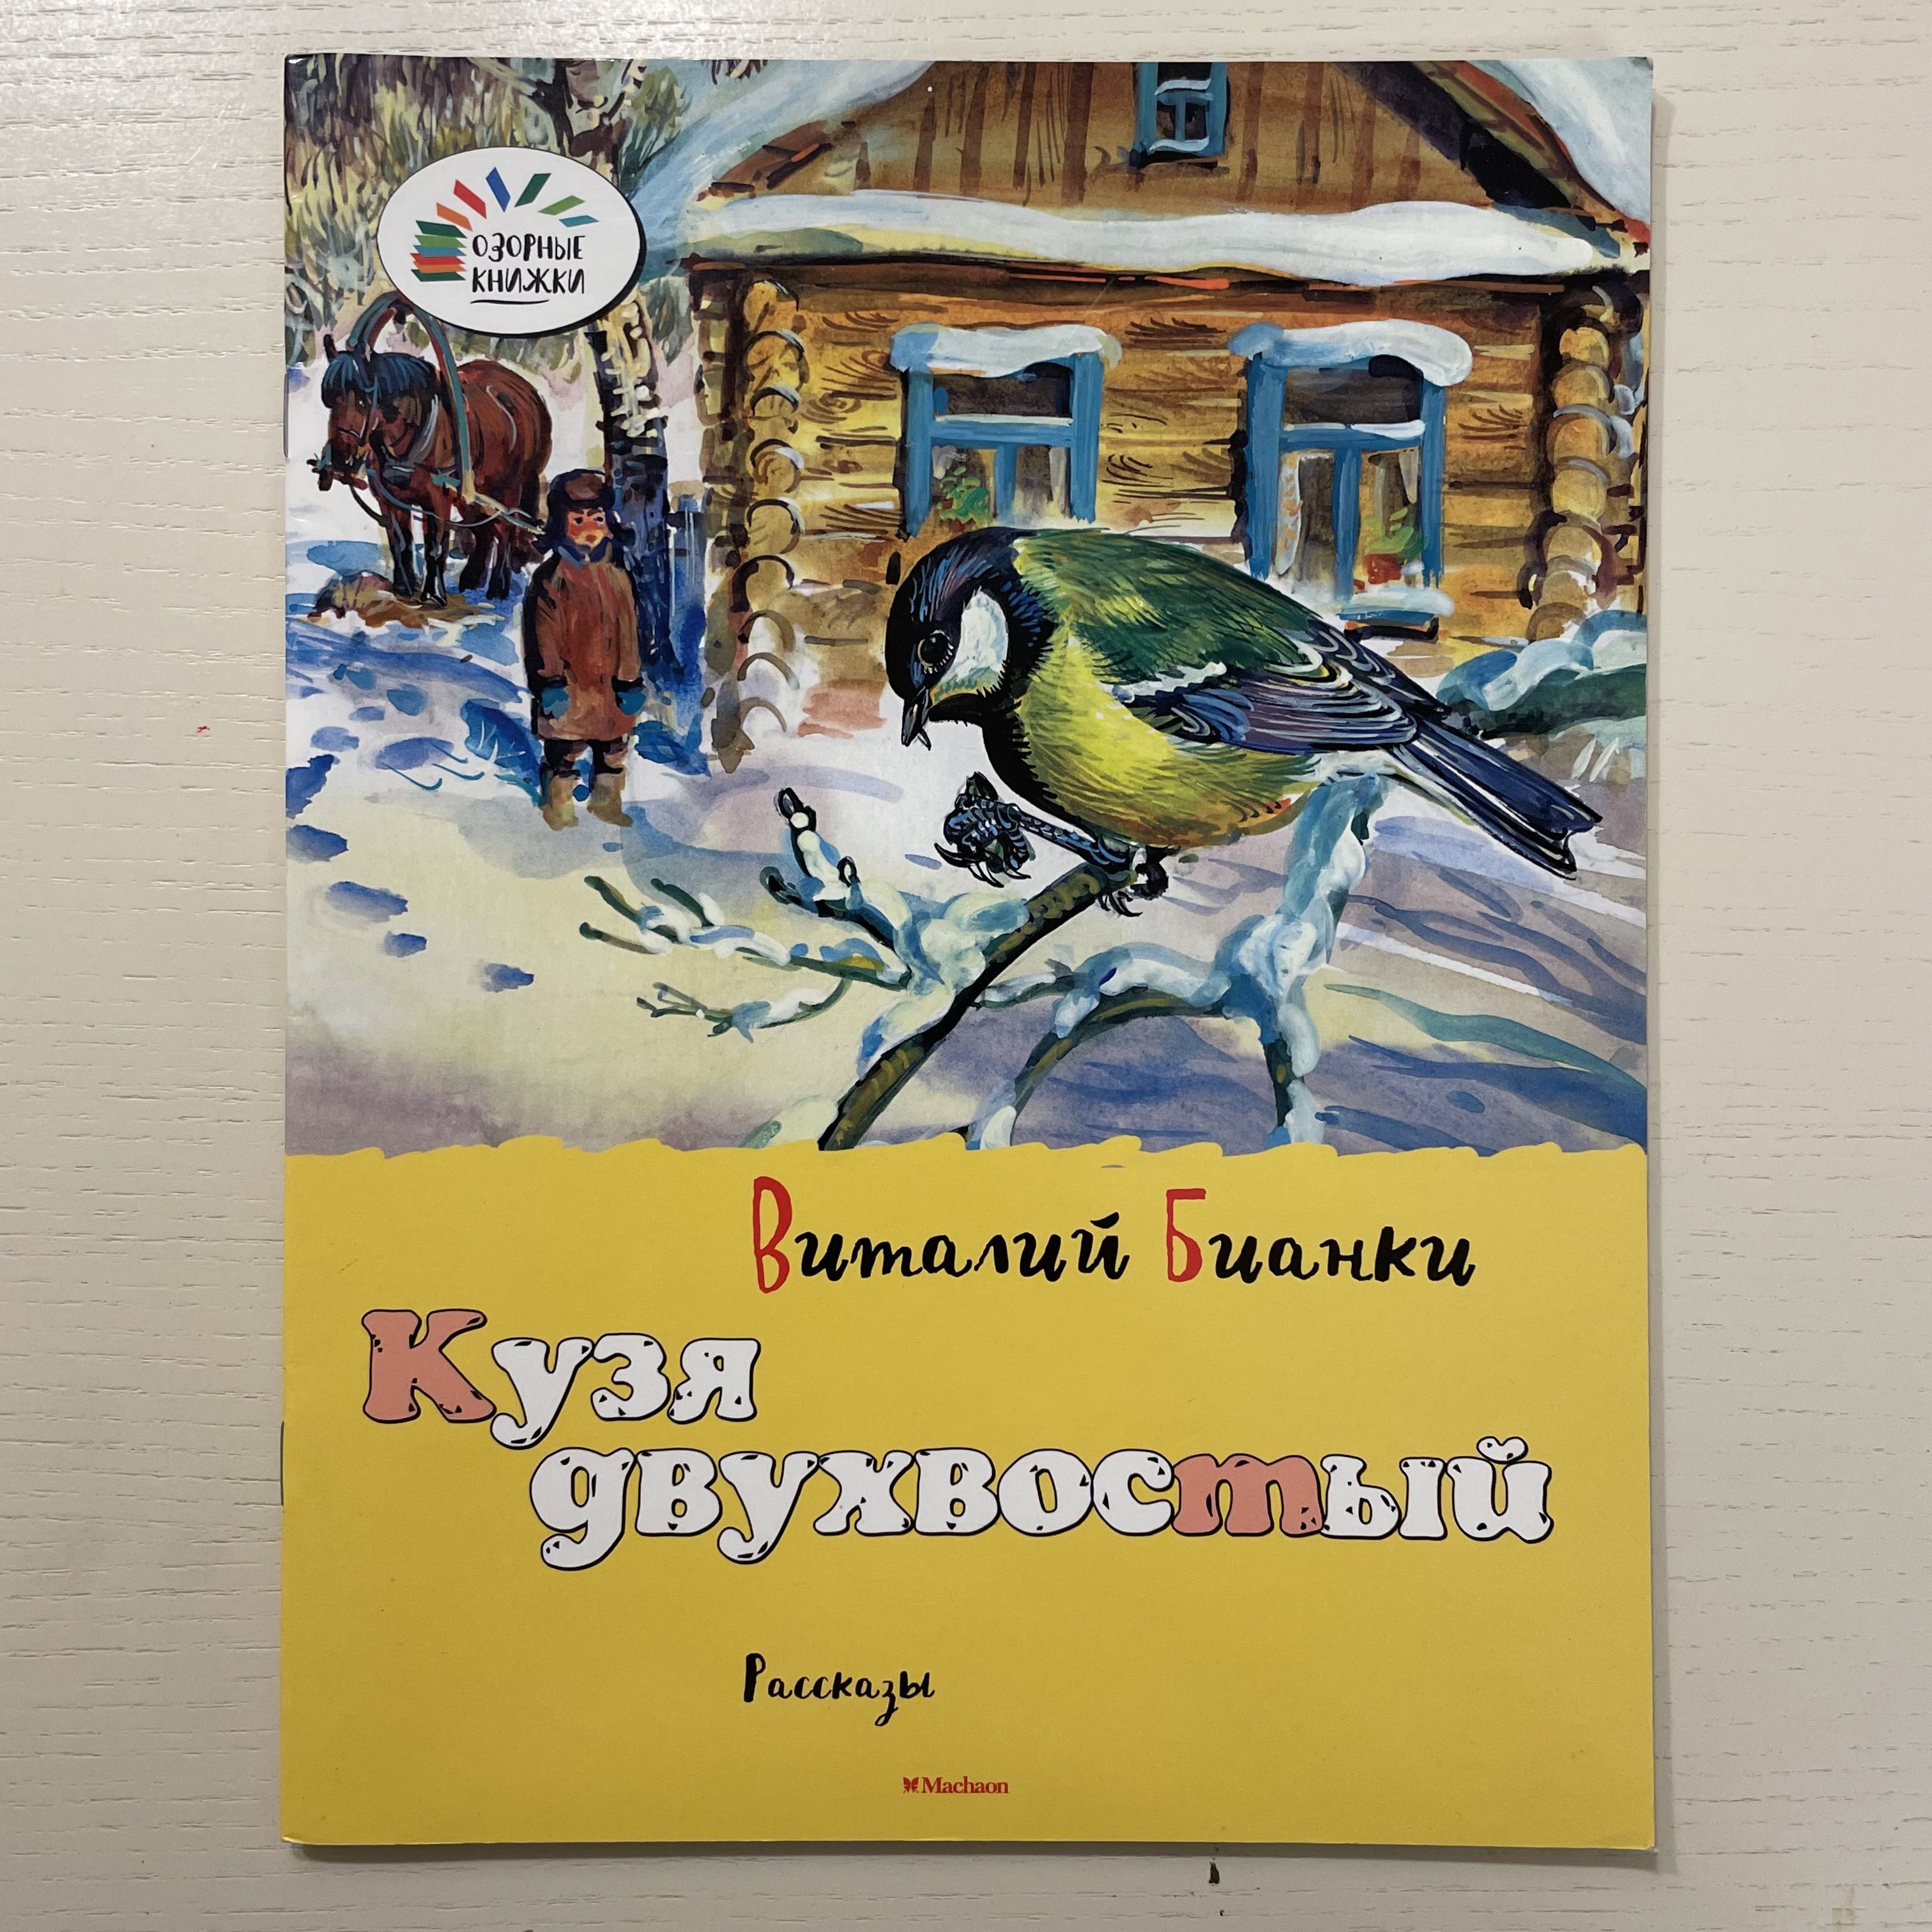 ОЗОРНЫЕ
КНИЖКИ
Виталий Бианки
Кузя
двухвостый
Рассказы
Machaon